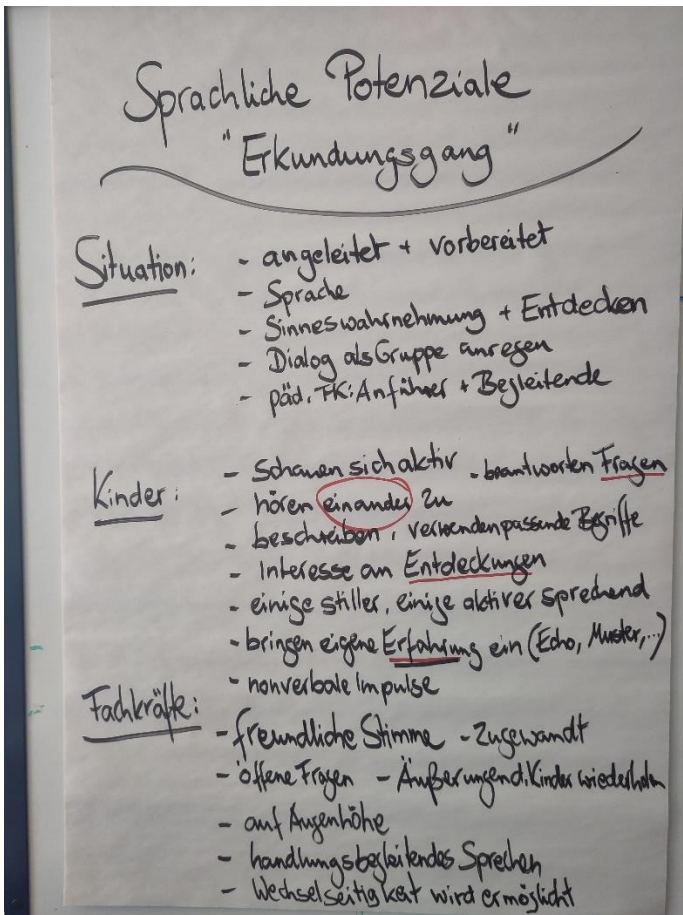 Sprachliche Potenziale
"Erkundungsgang"
Situation: - angeleitet + vorbereitet
- Sprache
- Sinneswahrnehmung + Entdecken
- Dialog als Gruppe anregen
- päd. FK: Anführer + Begleitende
Kinder: - schauen sich aktiv - beantworten Fragen
- hören einander zu
- beschreiben, verwenden passende Begriffe
- Interesse an Entdeckungen
- einige stiller, einige aktiver sprechend
- bringen eigene Erfahrung ein (Echo, Muster,...)
- nonverbale Impulse
Fachkräfte: - freundliche Stimme - Zugewandt
- offene Fragen - Äußerungen d. Kinder wiederholen
- auf Augenhöhe
- handlungsbegleitendes Sprechen
- Wechselseitigkeit wird ermöglicht